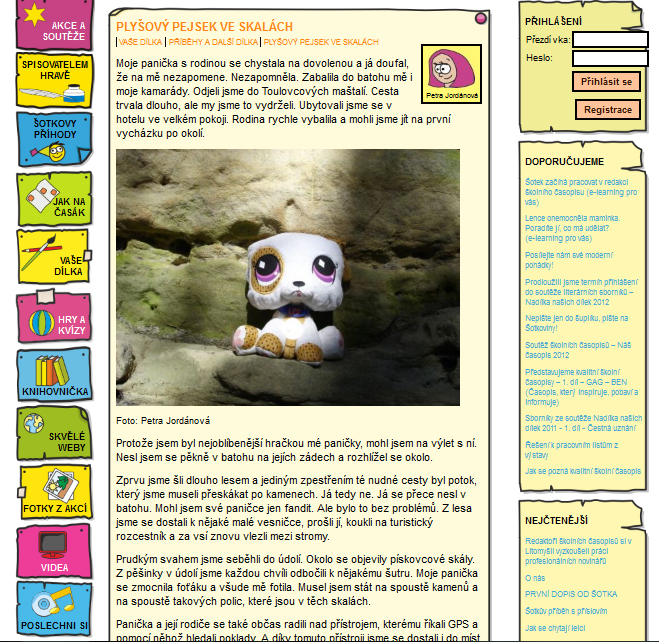 AKCE A
SOUTĚŽE
SPISOVATELEM
HRAVĚ
ŠOTKOVY
PŘÍHODY
JAK NA
ČASÁK
VAŠE
DÍLKA
HRY A
KVÍZY
KNIHOVNIČKA
SKVĚLÉ
WEBY
FOTKY Z AKCÍ
VIDEA
POSLECHNI SI
PLYŠOVÝ PEJSEK VE SKALÁCH
VAŠE DÍLKA PŘÍBĚHY A DALŠÍ DÍLKA PLYŠOVÝ PEJSEK VE SKALÁCH
Petra Jordánová
Moje panička s rodinou se chystala na dovolenou a já doufal,
že na mě nezapomene. Nezapomněla. Zabalila do batohu mě i
moje kamarády. Odjeli jsme do Toulovcových maštalí. Cesta
trvala dlouho, ale my jsme to vydrželi. Ubytovali jsme se v
hotelu ve velkém pokoji. Rodina rychle vybalila a mohli jsme jít na první
vycházku po okolí.
Foto: Petra Jordánová
Protože jsem byl nejoblíbenější hračkou mé paničky, mohl jsem na výlet s ní.
Nesl jsem se pěkně v batohu na jejích zádech a rozhlížel se okolo.
Zprvu jsme šli dlouho lesem a jediným zpestřením té nudné cesty byl potok,
který jsme museli přeskákat po kamenech. Já tedy ne. Já se přece nesl v
batohu. Mohl jsem své paničce jen fandit. Ale bylo to bez problémů. Z lesa
jsme se dostali k nějaké malé vesničce, prošli jí, koukli na turistický
rozcestník a za vsí znovu vlezli mezi stromy.
Prudkým svahem jsme seběhli do údolí. Okolo se objevily pískovcové skály.
Z pěšinky v údolí jsme každou chvíli odbočili k nějakému šutru. Moje panička
se zmocnila foťáku a všude mě fotila. Musel jsem stát na spoustě kamenů a
na spoustě takových polic, které jsou v těch skalách.
Panička a její rodiče se také občas radili nad přístrojem, kterému říkali GPS a
pomocí něhož hledali poklady. A díky tomuto přístroji jsme se dostali i do míst
PŘIHLÁŠENÍ
Přezdívka:
Heslo:
Přihlásit se
Registrace
DOPORUČUJEME
Šotek začíná pracovat v redakci
školního časopisu (e-learning pro
vás)
Lence onemocněla maminka.
Poradíte jí, co má udělat?
(e-learning pro vás)
Posílejte nám své moderní
pohádky!
Prodloužili jsme termín přihlášení
do soutěže literárních sborníků –
Nadílka našich dílek 2012
Nepište jen do šuplíku, pište na
Šotkoviny!
Soutěž školních časopisů – Náš
časopis 2012
Představujeme kvalitní školní
časopisy – 1. díl – GAG – BEN
(Časopis, který inspiruje, pobaví a
informuje)
Sborníky ze soutěže Nadílka našich
dílek 2011 - 1. díl - Čestná uznání
Řešení k pracovním listům z
výstavy
Jak se pozná kvalitní školní časopis
NEJČTENĚJŠÍ
Redaktoři školních časopisů si v
Litomyšli vyzkoušeli práci
profesionálních novinářů
O nás
PRVNÍ DOPIS OD ŠOTKA
Šotkův příběh s příslovím
Jak se chytají lelci